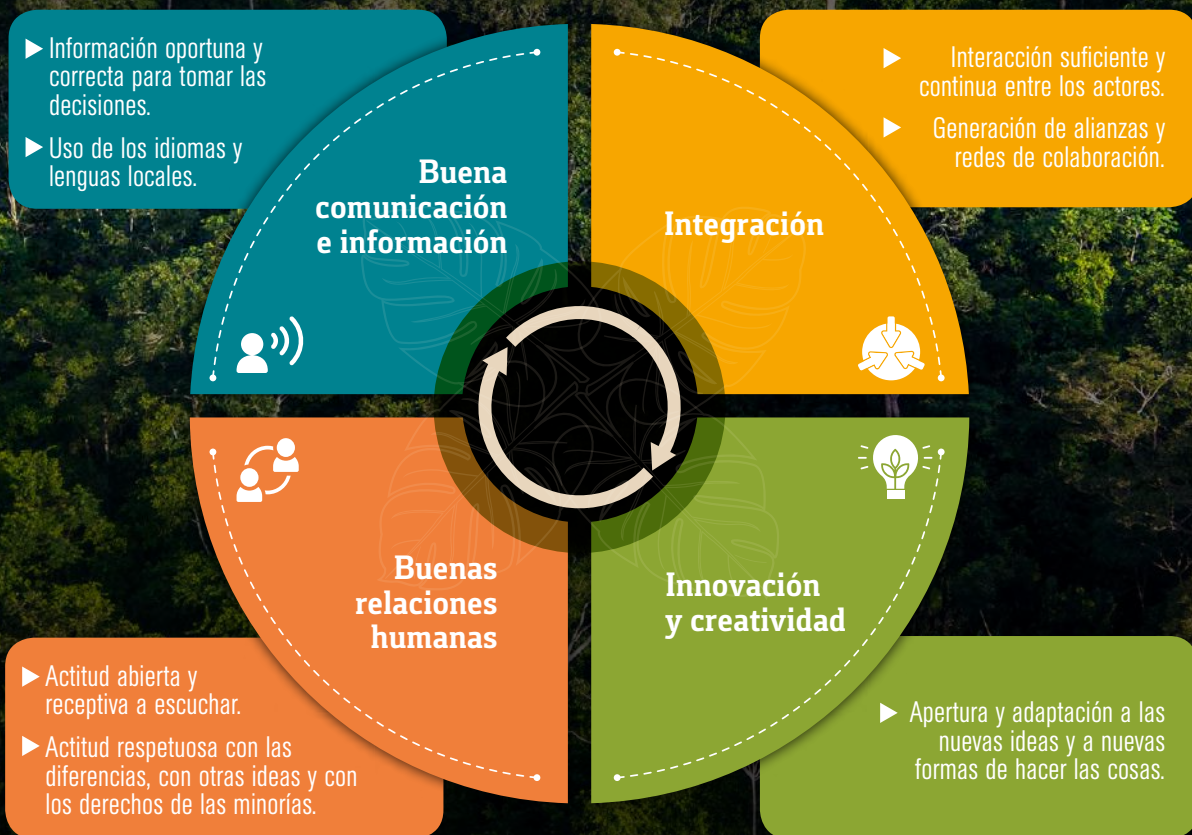 Información oportuna y
correcta para tomar las
decisiones.
Uso de los idiomas y
lenguas locales.
Buena
comunicación
e información
Interacción suficiente y
continua entre los actores.
Generación de alianzas y
redes de colaboración.
Integración
Buenas
relaciones
humanas
Actitud abierta y
receptiva a escuchar.
Actitud respetuosa con las
diferencias, con otras ideas y con
los derechos de las minorías.
Innovación
y creatividad
Apertura y adaptación a las
nuevas ideas y a nuevas
formas de hacer las cosas.